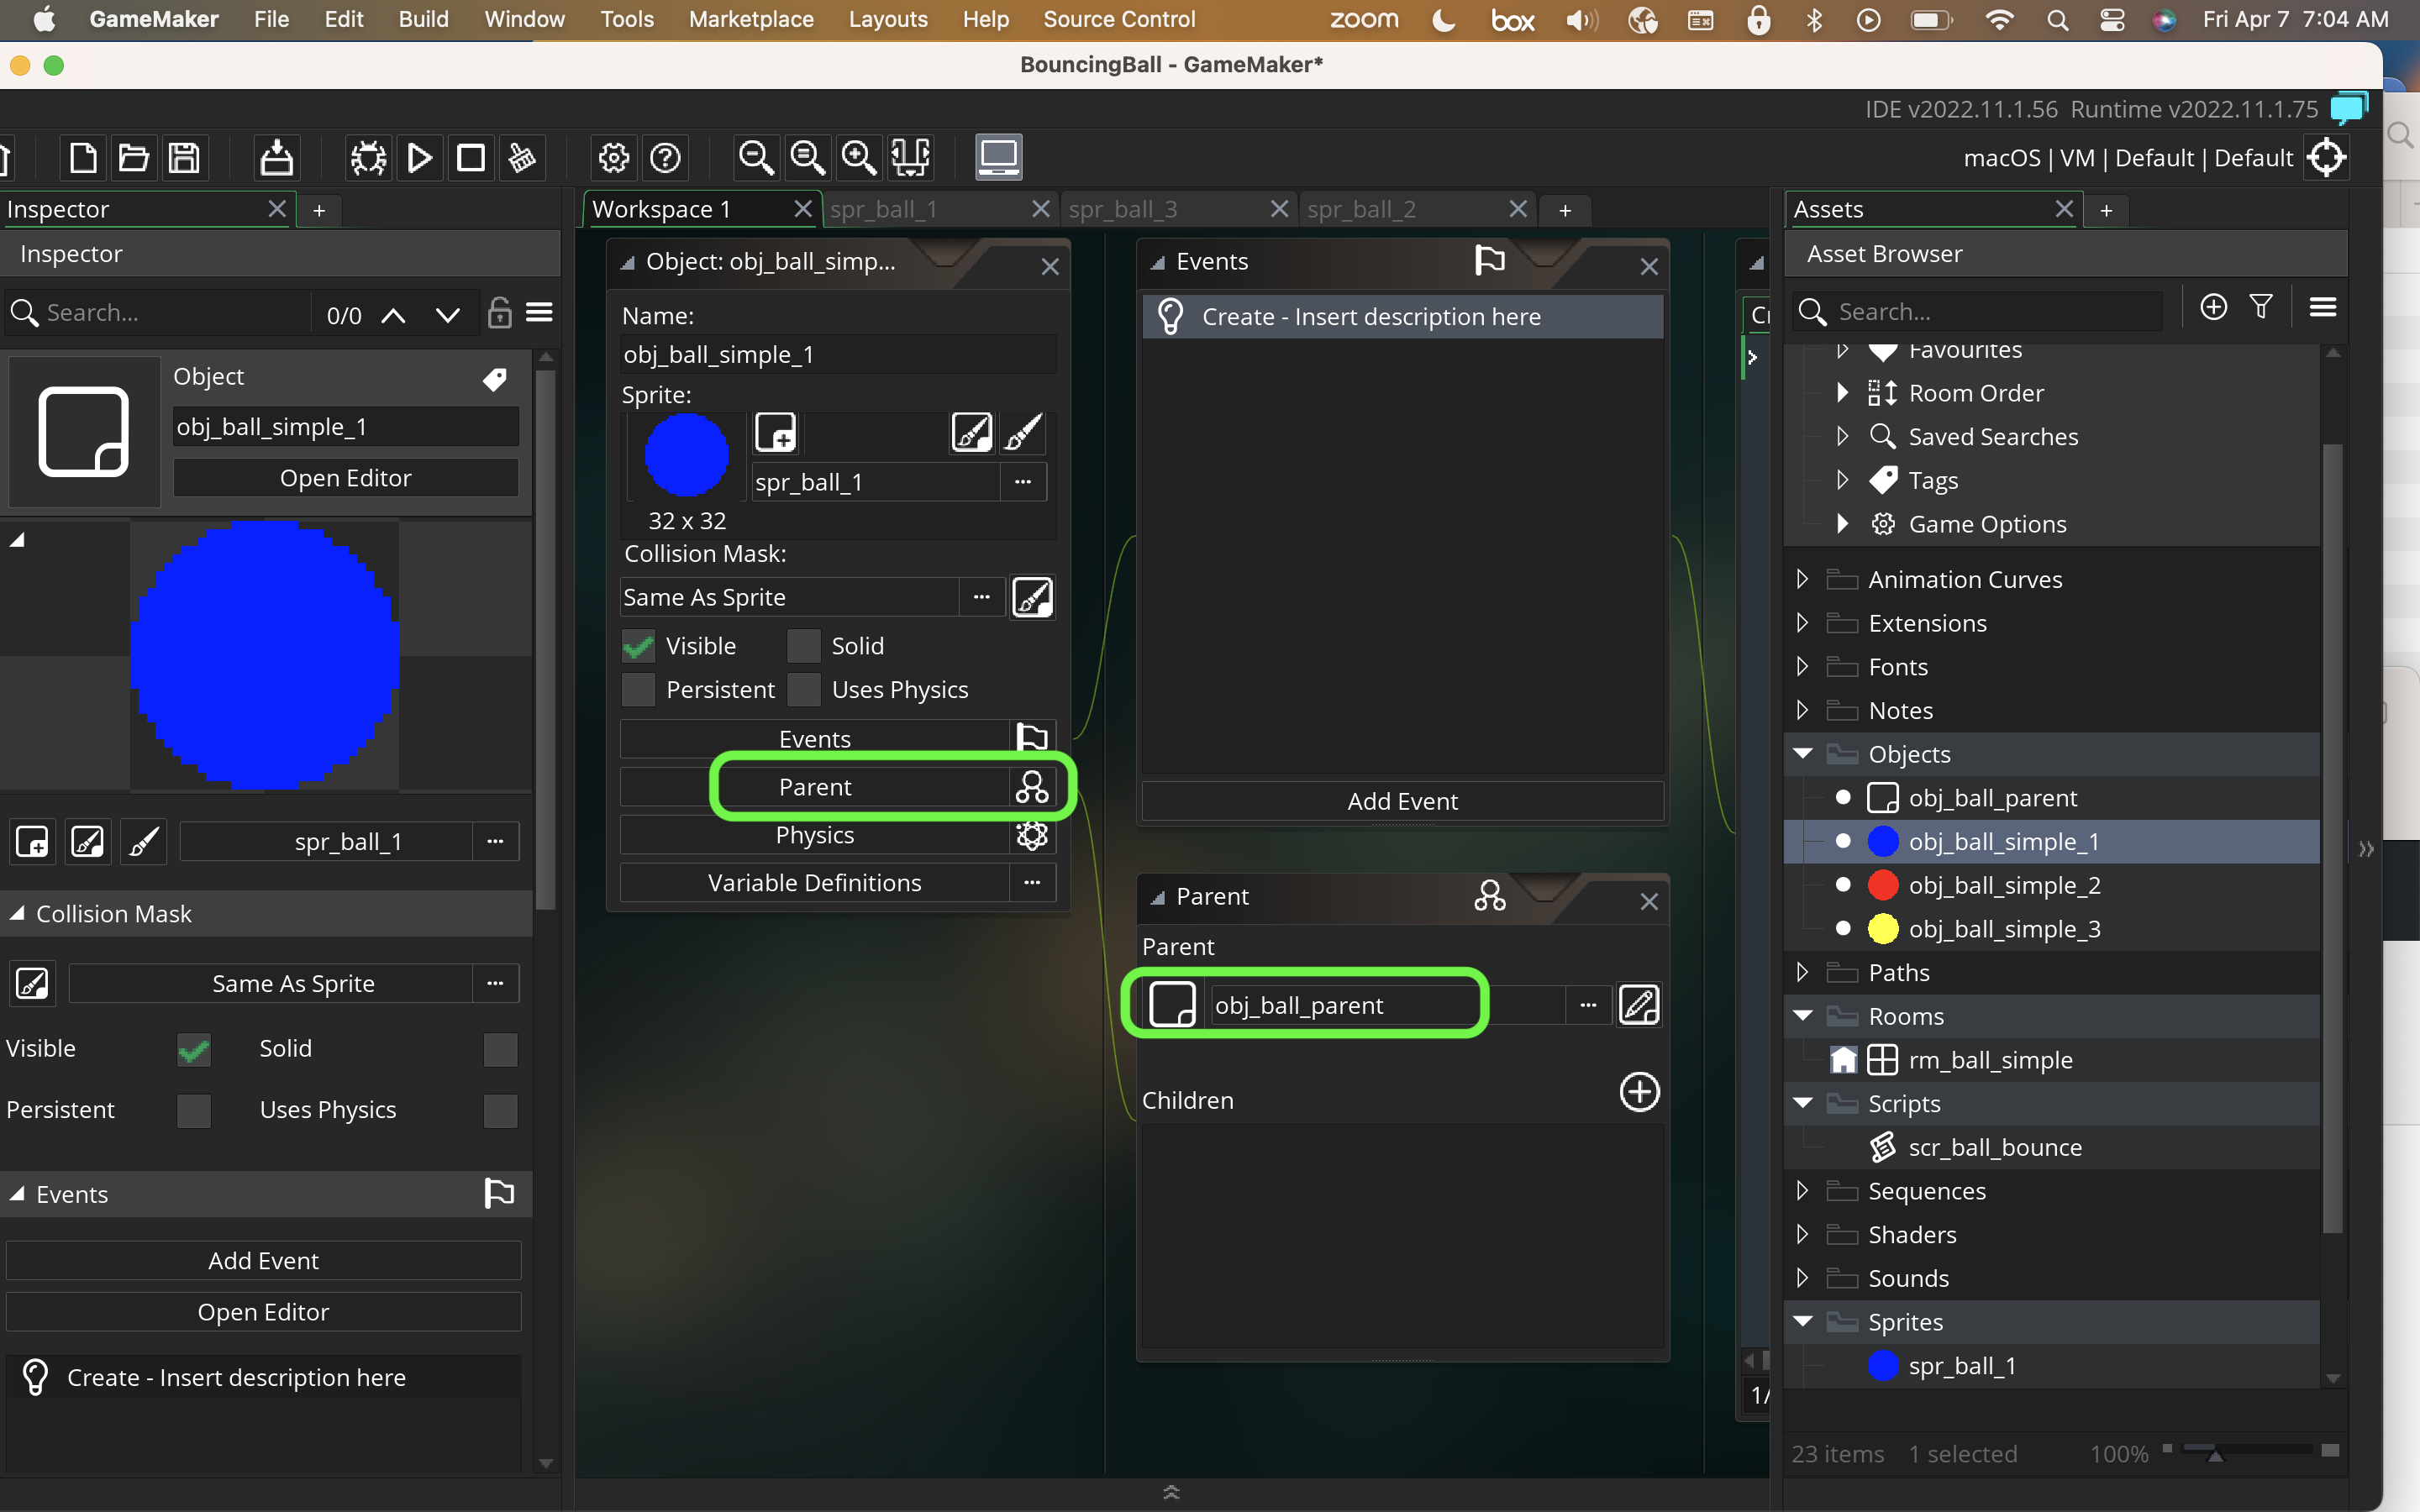 GameMaker File Edit Build Window Tools Marketplace Layouts Help Source Control zoom box Fri Apr 7 7:04 AM
BouncingBall - GameMaker*
IDE v2022.11.1.56 Runtime v2022.11.1.75
macOS | VM | Default | Default
Inspector
+
Workspace 1
spr_ball_1
spr_ball_3
spr_ball_2
+
Assets
+
Inspector
Search...
0/0
Object
obj_ball_simple_1
Open Editor
spr_ball_1
...
Collision Mask
Same As Sprite
...
Visible
Solid
Persistent
Uses Physics
Events
Add Event
Open Editor
Create - Insert description here
Object: obj_ball_simp...
Name:
obj_ball_simple_1
Sprite:
spr_ball_1
...
32 x 32
Collision Mask:
Same As Sprite
...
Visible
Solid
Persistent
Uses Physics
Events
Parent
Physics
Variable Definitions
...
Events
Create - Insert description here
Add Event
Parent
Parent
obj_ball_parent
...
Children
1/
Asset Browser
Search...
Favourites
Room Order
Saved Searches
Tags
Game Options
Animation Curves
Extensions
Fonts
Notes
Objects
obj_ball_parent
obj_ball_simple_1
obj_ball_simple_2
obj_ball_simple_3
Paths
Rooms
rm_ball_simple
Scripts
scr_ball_bounce
Sequences
Shaders
Sounds
Sprites
spr_ball_1
23 items 1 selected 100%